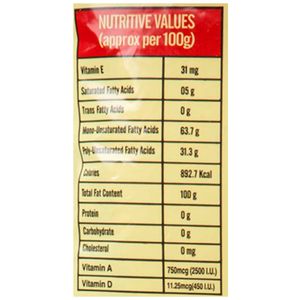 NUTRITIVE VALUES
(approx per 100g)
Vitamin E 31 mg
Saturated Fatty Acids 05 g
Trans Fatty Acids 0 g
Mono-Unsaturated Fatty Acids 63.7 g
Poly-Unsaturated Fatty Acids 31.3 g
Calories 892.7 Kcal
Total Fat Content 100 g
Protein 0 g
Carbohydrate 0 g
Cholesterol 0 mg
Vitamin A 750mcg (2500 I.U.)
Vitamin D 11.25mcg(450 I.U.)